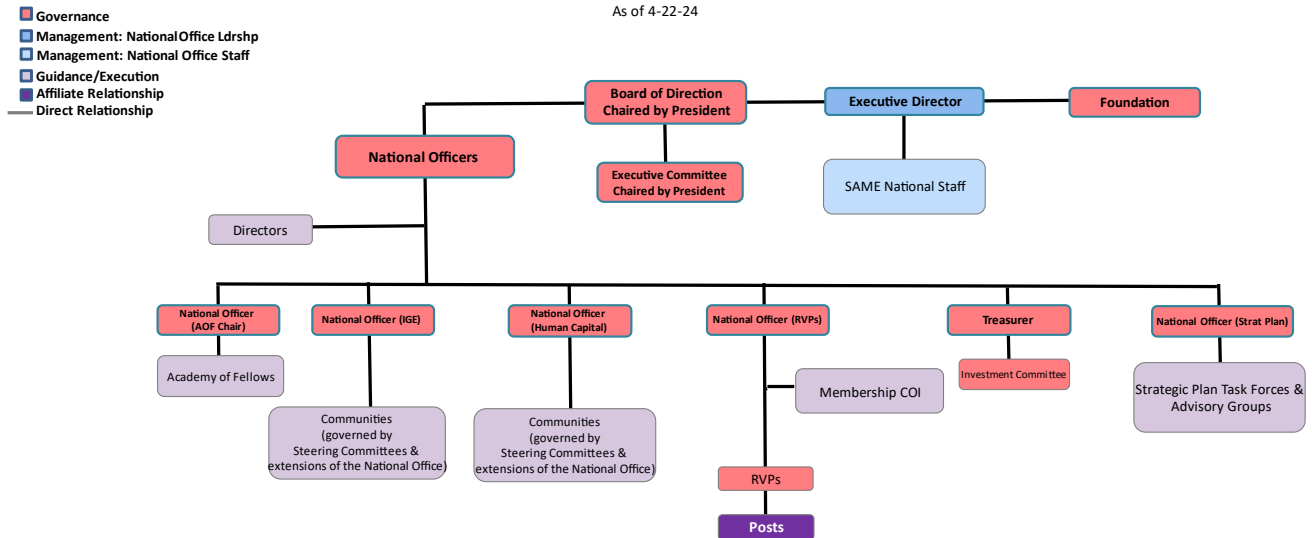 As of 4-22-24
Governance
Management: National Office Ldrshp
Management: National Office Staff
Guidance/Execution
Affiliate Relationship
Direct Relationship
Board of Direction
Chaired by President
Executive Director
Foundation
National Officers
Executive Committee
Chaired by President
SAME National Staff
Directors
National Officer
(AOF Chair)
National Officer (IGE)
National Officer
(Human Capital)
National Officer (RVPs)
Treasurer
National Officer (Strat Plan)
Academy of Fellows
Communities
(governed by
Steering Committees &
extensions of the National Office)
Communities
(governed by
Steering Committees &
extensions of the National Office)
Membership COI
Investment Committee
Strategic Plan Task Forces &
Advisory Groups
RVPs
Posts